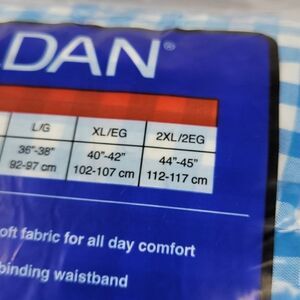 LDAN®
L/G XL/EG 2XL/2EG
36"-38" 40"-42" 44"-45"
92-97 cm 102-107 cm 112-117 cm
oft fabric for all day comfort
binding waistband